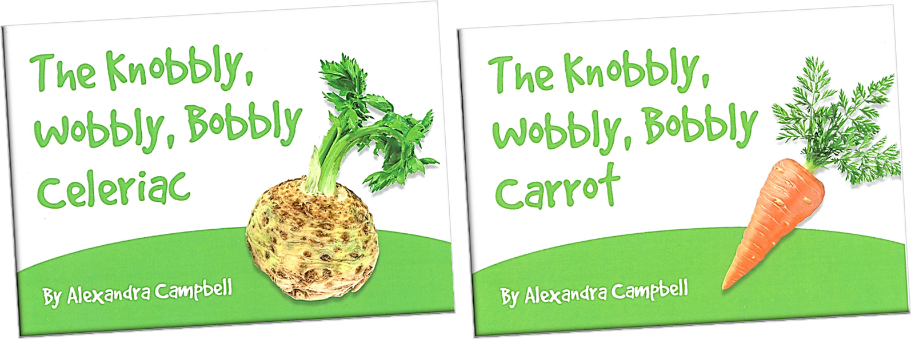 The Knobbly,
Wobbly, Bobbly
Celeriac
By Alexandra Campbell
The Knobbly,
Wobbly, Bobbly
Carrot
By Alexandra Campbell